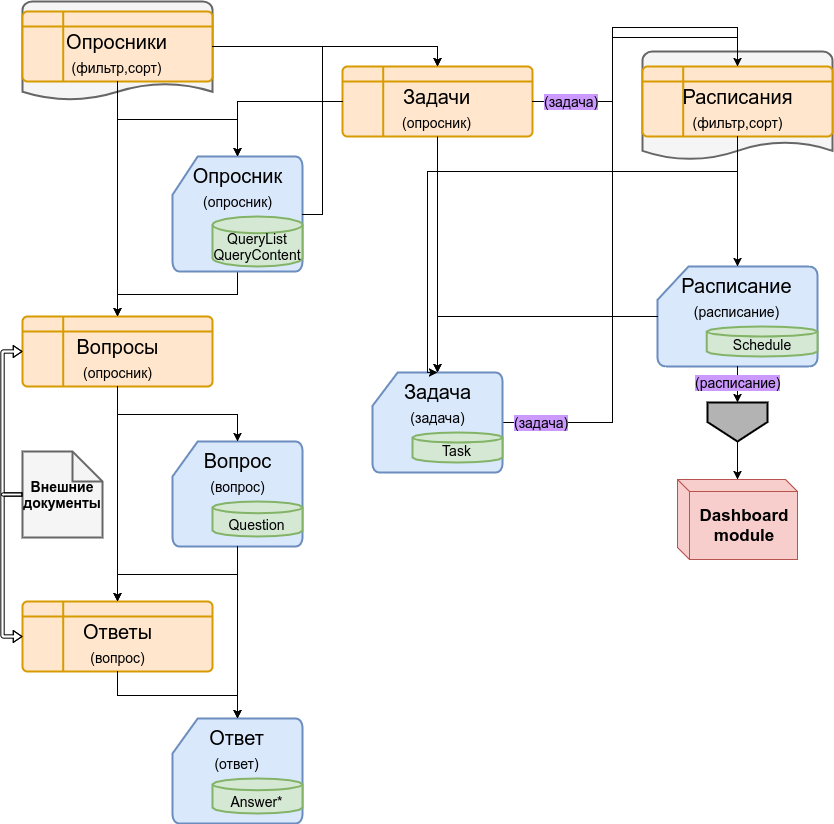 Опросники
(фильтр,сорт)
Задачи
(опросник)
(задача)
Расписания
(фильтр,сорт)
Опросник
(опросник)
QueryList
QueryContent
Расписание
(расписание)
Schedule
(расписание)
Вопросы
(опросник)
Задача
(задача)
Task
(задача)
Внешние
документы
Вопрос
(вопрос)
Question
Dashboard
module
Ответы
(вопрос)
Ответ
(ответ)
Answer*